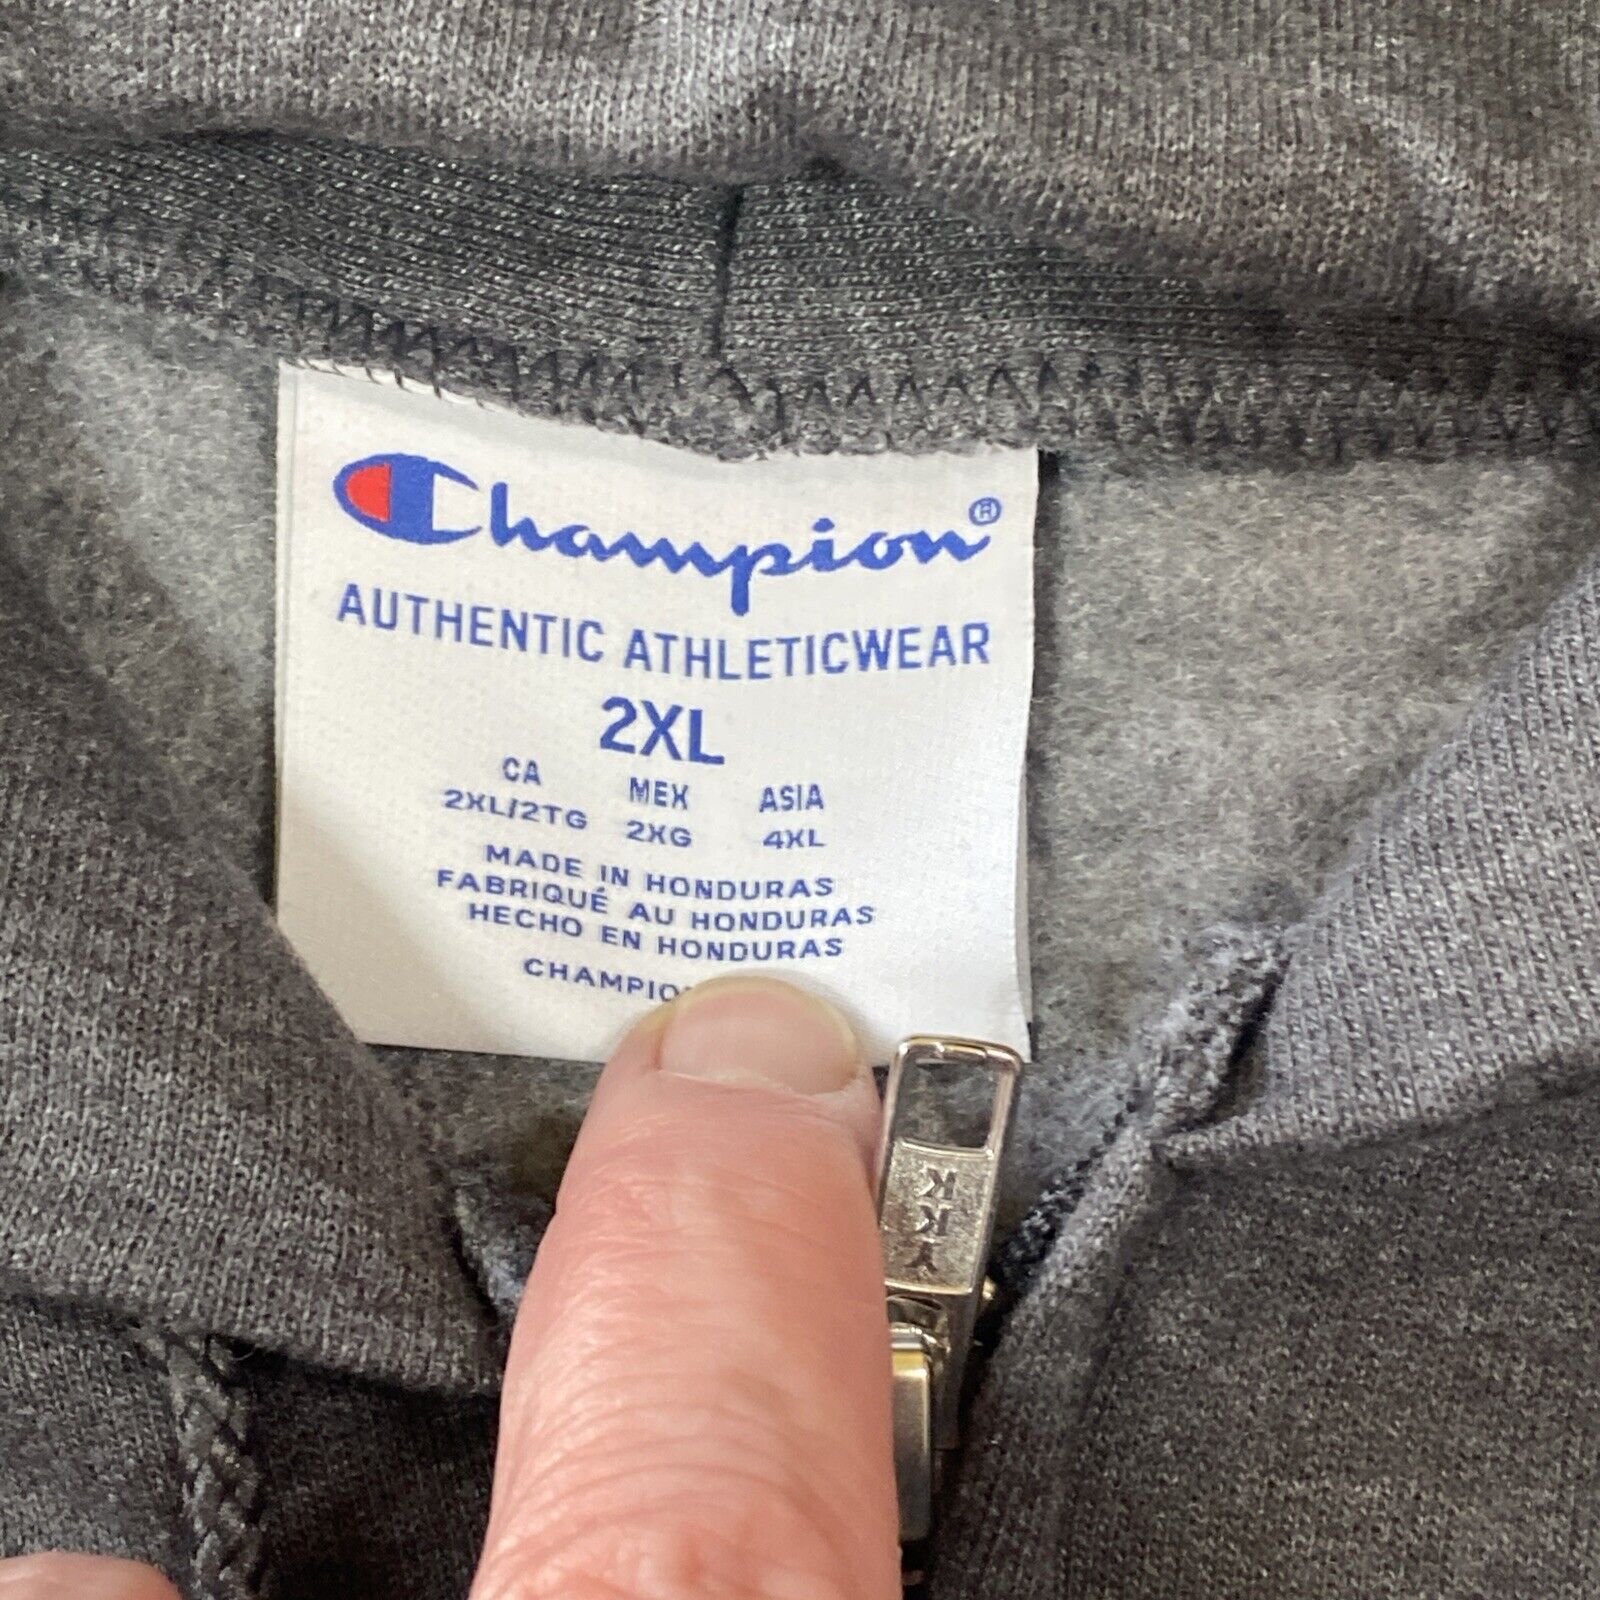 Champion®
AUTHENTIC ATHLETICWEAR
2XL
CA MEX ASIA
2XL/2TG 2XG 4XL
MADE IN HONDURAS
FABRIQUÉ AU HONDURAS
HECHO EN HONDURAS
YKK